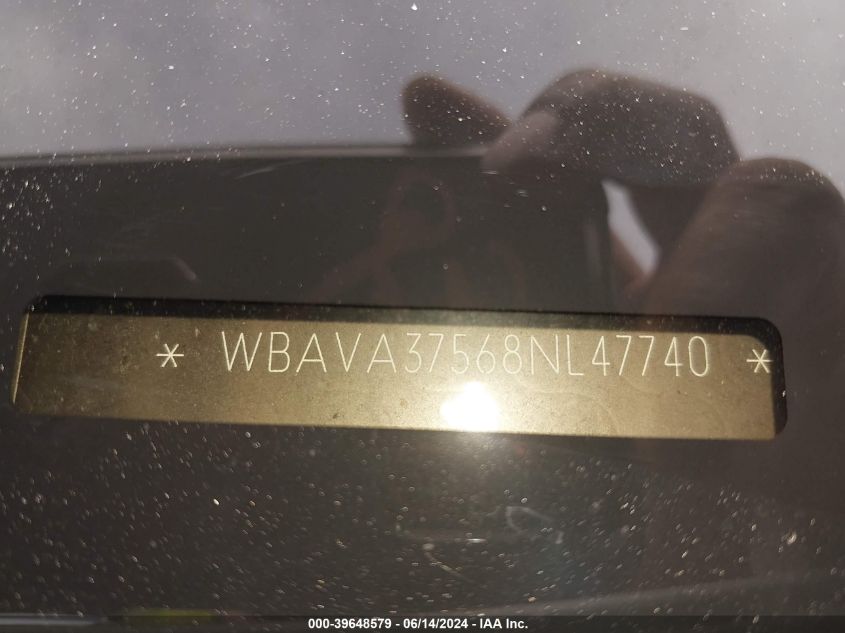 * WBAVA37568NL47740 *
000-39648579 - 06/14/2024 - IAA Inc.